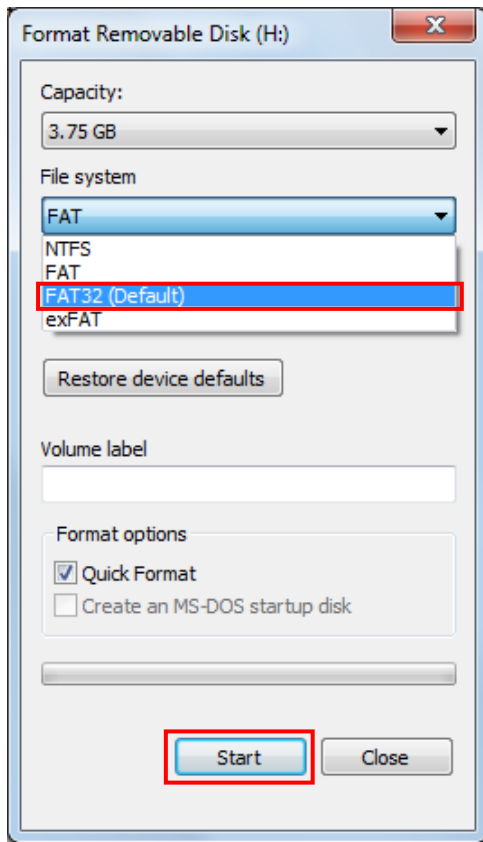 Format Removable Disk (H:)
Capacity:
3.75 GB
File system
FAT
NTFS
FAT
FAT32 (Default)
exFAT
Restore device defaults
Volume label
Format options
Quick Format
Create an MS-DOS startup disk
Start Close